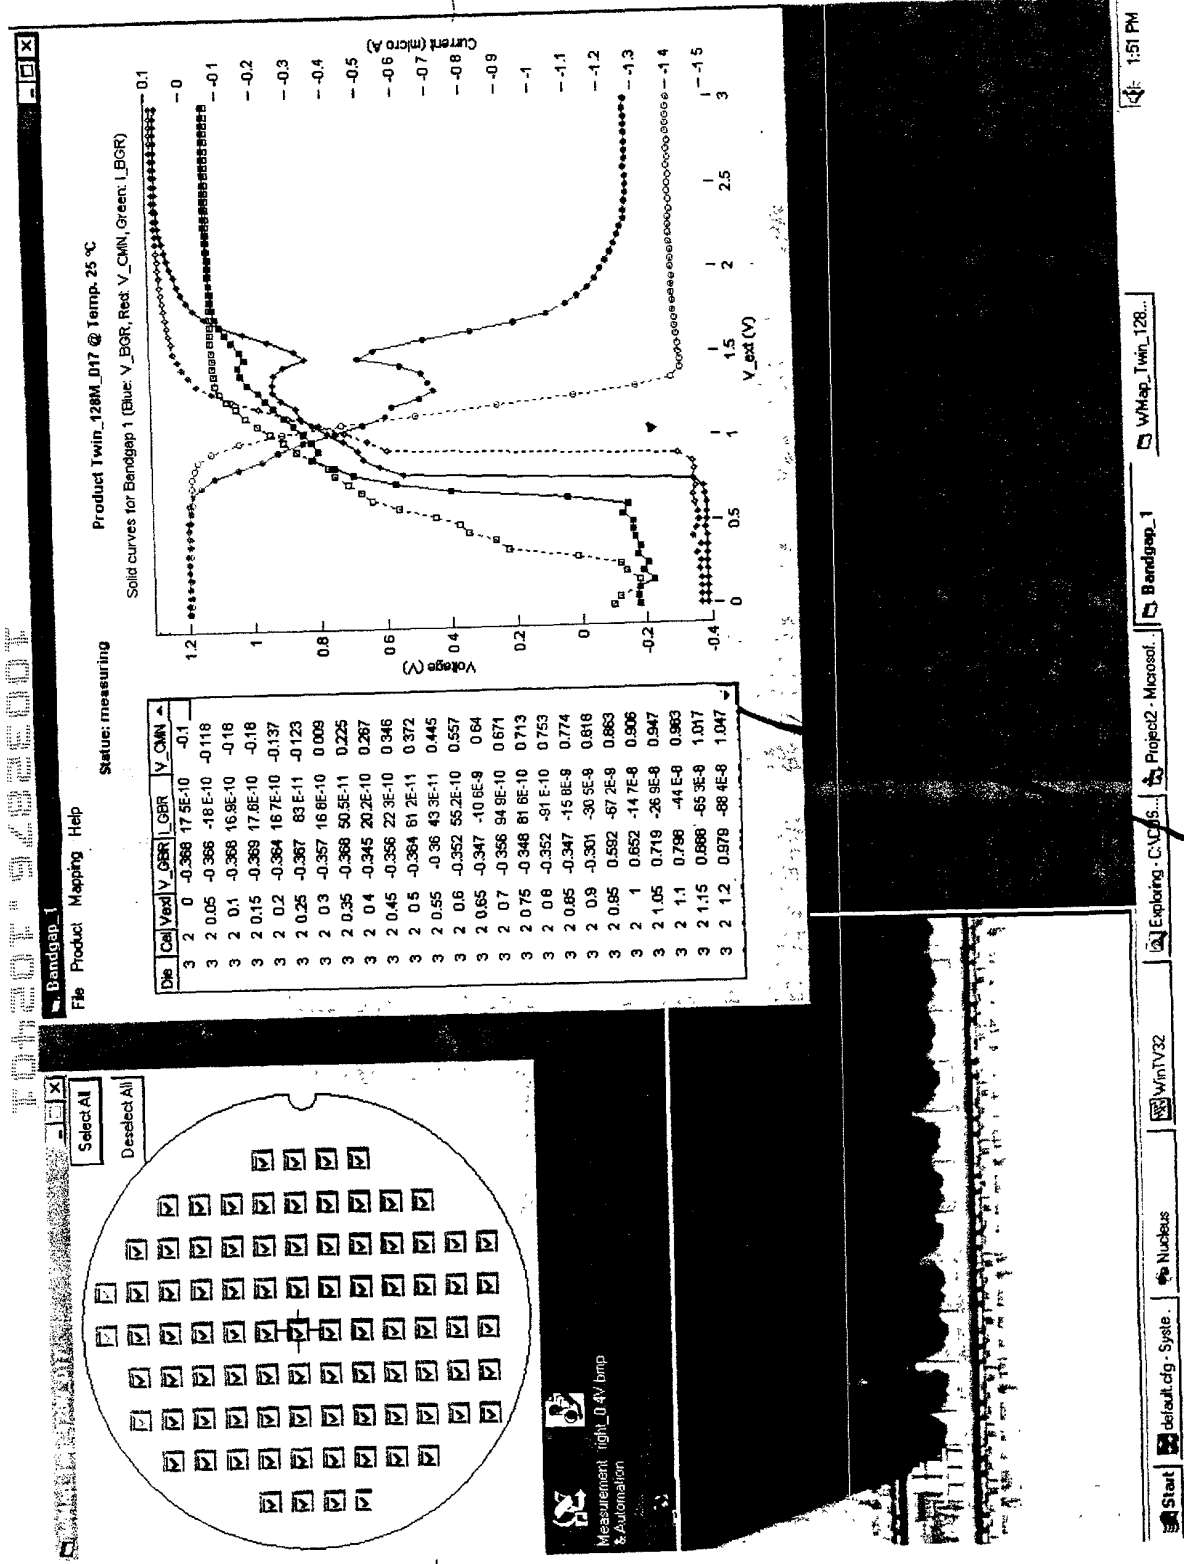 Select All
Deselect All
Measurement & Automation
right_0.4V.bmp
Bandgap_1
File Product Mapping Help
Statue: measuring
Product Twin_128M_D17 @ Temp. 25 °C
Solid curves for Bandgap 1 (Blue: V_BGR, Red: V_CMN, Green: I_BGR)
Die Cel Vext V_GBR I_GBR V_CMN
3 2 0 -0.368 17.5E-10 -0.1
3 2 0.05 -0.366 -18 E-10 -0.118
3 2 0.1 -0.368 16.9E-10 -0.18
3 2 0.15 -0.369 17.8E-10 -0.18
3 2 0.2 -0.364 16.7E-10 -0.137
3 2 0.25 -0.367 83 E-11 -0.123
3 2 0.3 -0.357 16.8E-10 0.009
3 2 0.35 -0.368 50.5E-11 0.225
3 2 0.4 -0.345 20.2E-10 0.267
3 2 0.45 -0.356 22.3E-10 0.346
3 2 0.5 -0.364 61.2E-11 0.372
3 2 0.55 -0.36 43.3E-11 0.445
3 2 0.6 -0.352 55.2E-10 0.557
3 2 0.65 -0.347 -10.6E-9 0.64
3 2 0.7 -0.356 94.9E-10 0.671
3 2 0.75 -0.348 81.6E-10 0.713
3 2 0.8 -0.352 -91 E-10 0.753
3 2 0.85 -0.347 -15 E-9 0.774
3 2 0.9 -0.301 -30.5E-9 0.818
3 2 0.95 0.592 -67.2E-9 0.863
3 2 1 0.652 -14.7E-8 0.906
3 2 1.05 0.719 -26.9E-8 0.947
3 2 1.1 0.798 -44 E-8 0.983
3 2 1.15 0.888 -65.3E-8 1.017
3 2 1.2 0.979 -88.4E-8 1.047
Voltage (V)
1.2
1
0.8
0.6
0.4
0.2
0
-0.2
-0.4
0
0.5
1
1.5
2
2.5
3
V_ext (V)
0.1
0
-0.1
-0.2
-0.3
-0.4
-0.5
-0.6
-0.7
-0.8
-0.9
-1
-1.1
-1.2
-1.3
-1.4
-1.5
Current (micro A)
Start
default.cfg - Syste...
Nucleus
WinTV32
Exploring - C:\CDS...
Project2 - Microsof...
Bandgap_1
WMap_Twin_128...
1:51 PM